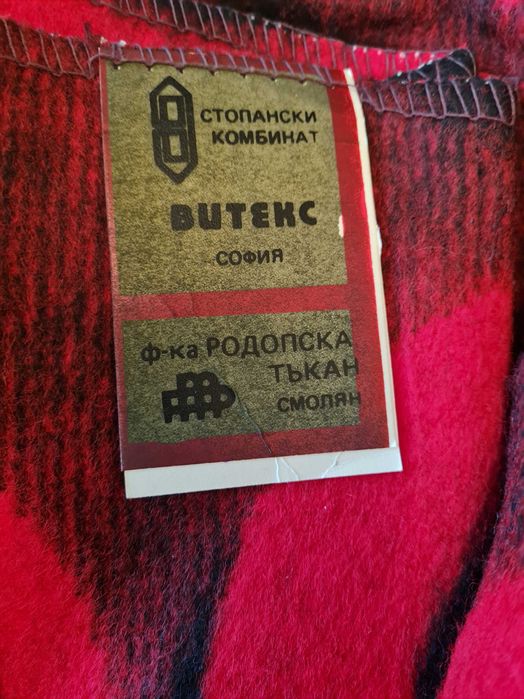 СТОПАНСКИ
КОМБИНАТ
ВИТЕКС
СОФИЯ
ф-ка РОДОПСКА
ТЪКАН
СМОЛЯН